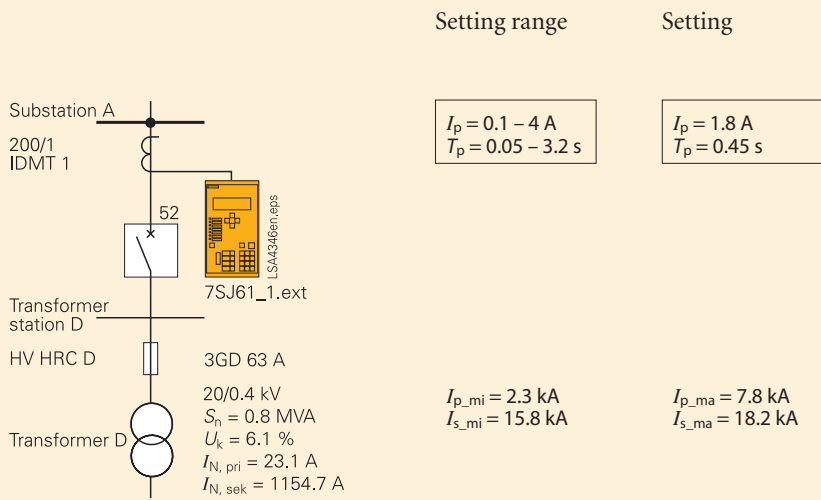 Setting range Setting
Substation A
200/1
IDMT 1
Ip = 0.1 – 4 A
Tp = 0.05 – 3.2 s
Ip = 1.8 A
Tp = 0.45 s
52
LSA4346en.eps
7SJ61_1.ext
Transformer
station D
HV HRC D 3GD 63 A
20/0.4 kV
Sn = 0.8 MVA
Uk = 6.1 %
IN, pri = 23.1 A
IN, sek = 1154.7 A
Transformer D
Ip_mi = 2.3 kA
Is_mi = 15.8 kA
Ip_ma = 7.8 kA
Is_ma = 18.2 kA